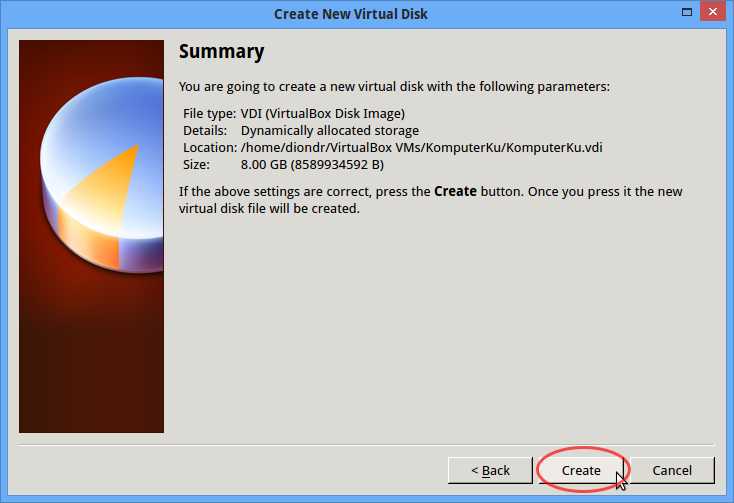 Create New Virtual Disk
Summary
You are going to create a new virtual disk with the following parameters:
File type: VDI (VirtualBox Disk Image)
Details: Dynamically allocated storage
Location: /home/diondr/VirtualBox VMs/KomputerKu/KomputerKu.vdi
Size: 8.00 GB (8589934592 B)
If the above settings are correct, press the Create button. Once you press it the new
virtual disk file will be created.
< Back Create Cancel